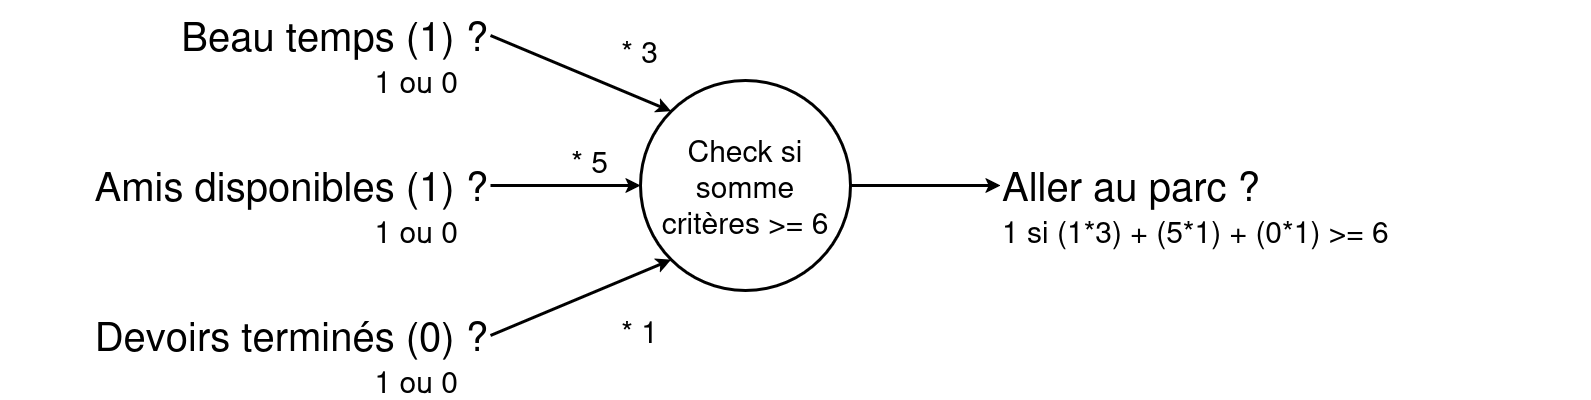 Beau temps (1) ?
1 ou 0
* 3
Amis disponibles (1) ?
1 ou 0
* 5
Devoirs terminés (0) ?
1 ou 0
* 1
Check si
somme
critères >= 6
Aller au parc ?
1 si (1*3) + (5*1) + (0*1) >= 6